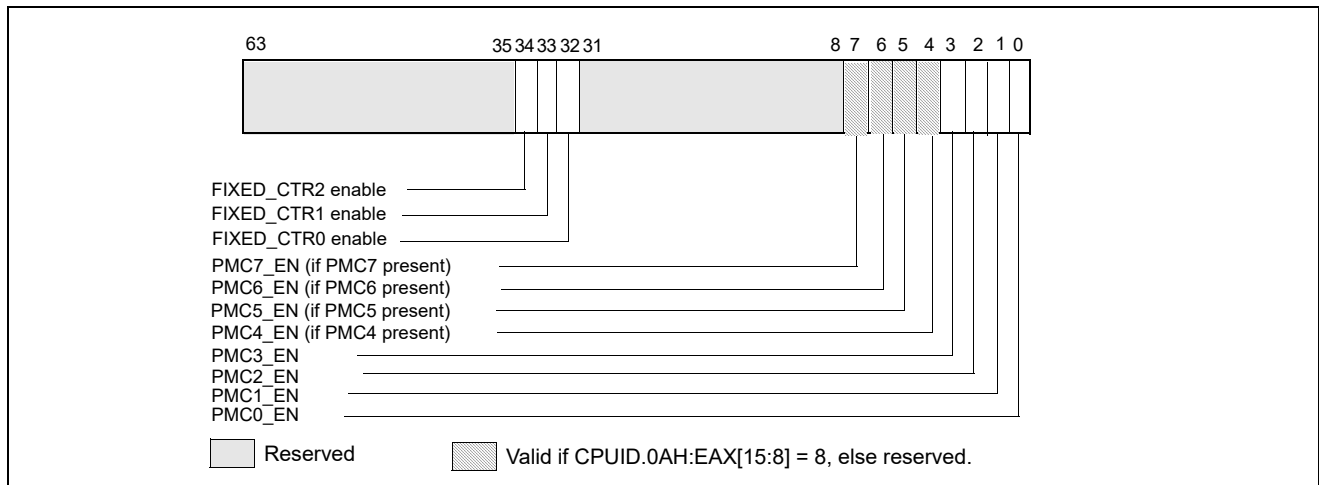 63 35 34 33 32 31 8 7 6 5 4 3 2 1 0
FIXED_CTR2 enable
FIXED_CTR1 enable
FIXED_CTR0 enable
PMC7_EN (if PMC7 present)
PMC6_EN (if PMC6 present)
PMC5_EN (if PMC5 present)
PMC4_EN (if PMC4 present)
PMC3_EN
PMC2_EN
PMC1_EN
PMC0_EN
Reserved Valid if CPUID.0AH:EAX[15:8] = 8, else reserved.